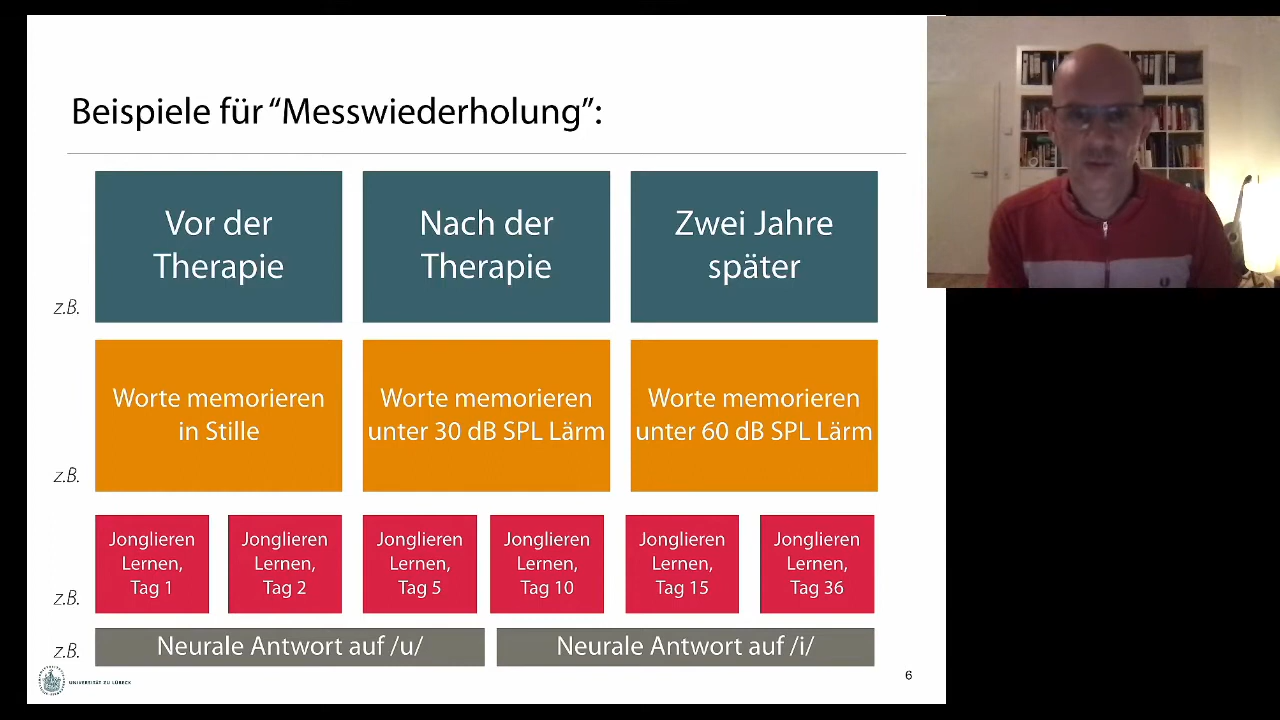 Beispiele für “Messwiederholung”:
Vor der
Therapie
Nach der
Therapie
Zwei Jahre
später
z.B.
Worte memorieren
in Stille
Worte memorieren
unter 30 dB SPL Lärm
Worte memorieren
unter 60 dB SPL Lärm
z.B.
Jonglieren
Lernen,
Tag 1
Jonglieren
Lernen,
Tag 2
Jonglieren
Lernen,
Tag 5
Jonglieren
Lernen,
Tag 10
Jonglieren
Lernen,
Tag 15
Jonglieren
Lernen,
Tag 36
z.B.
Neurale Antwort auf /u/
Neurale Antwort auf /i/
z.B.
UNIVERSITÄT ZU LÜBECK
6